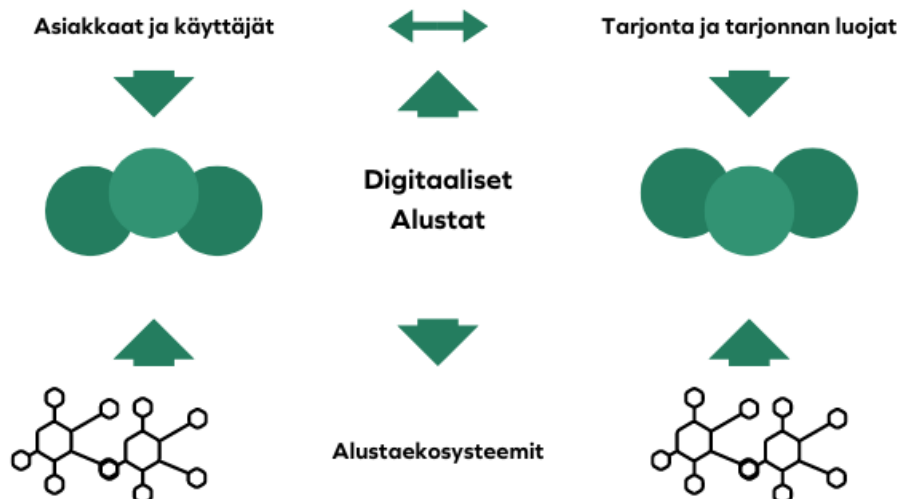 Asiakkaat ja käyttäjät
Tarjonta ja tarjonnan luojat
Digitaaliset
Alustat
Alustaekosysteemit